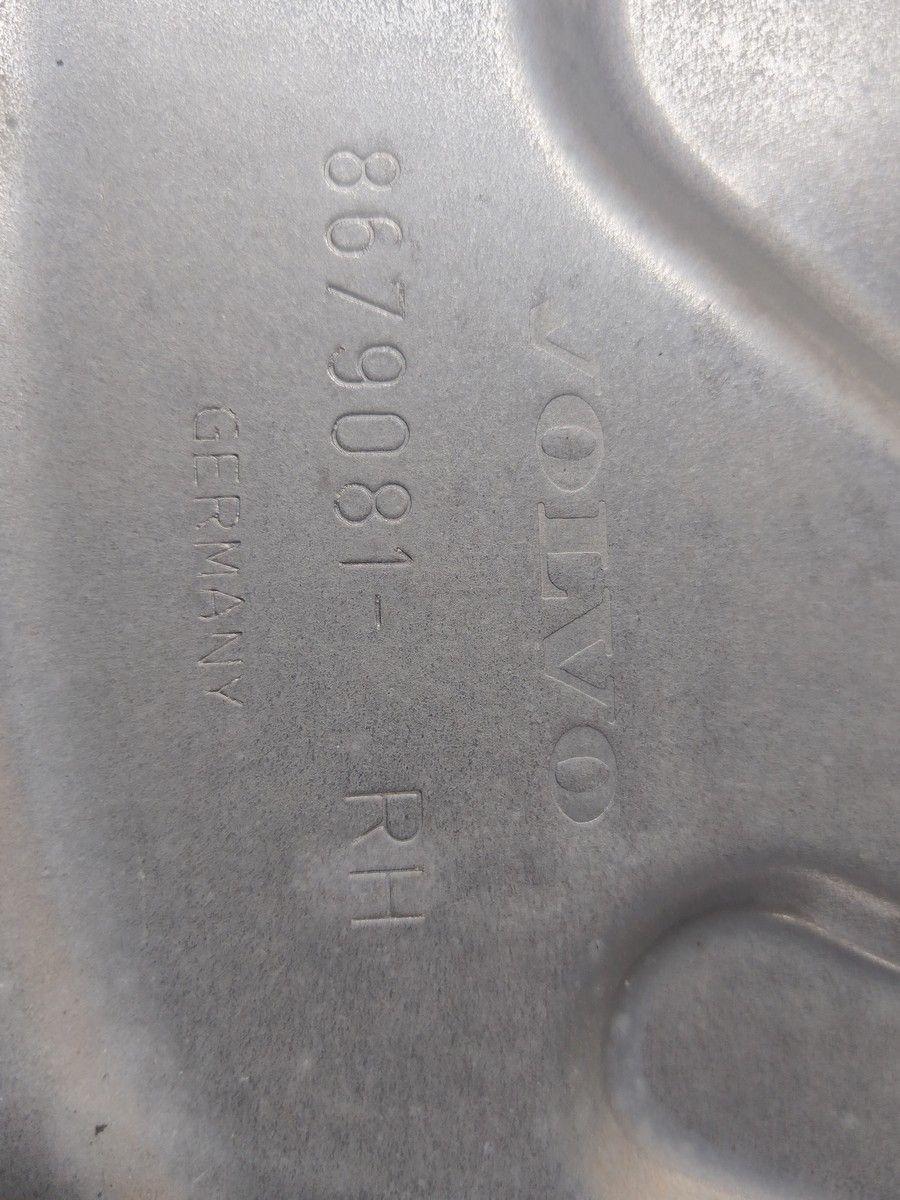 VOLVO
8679081- RH
GERMANY